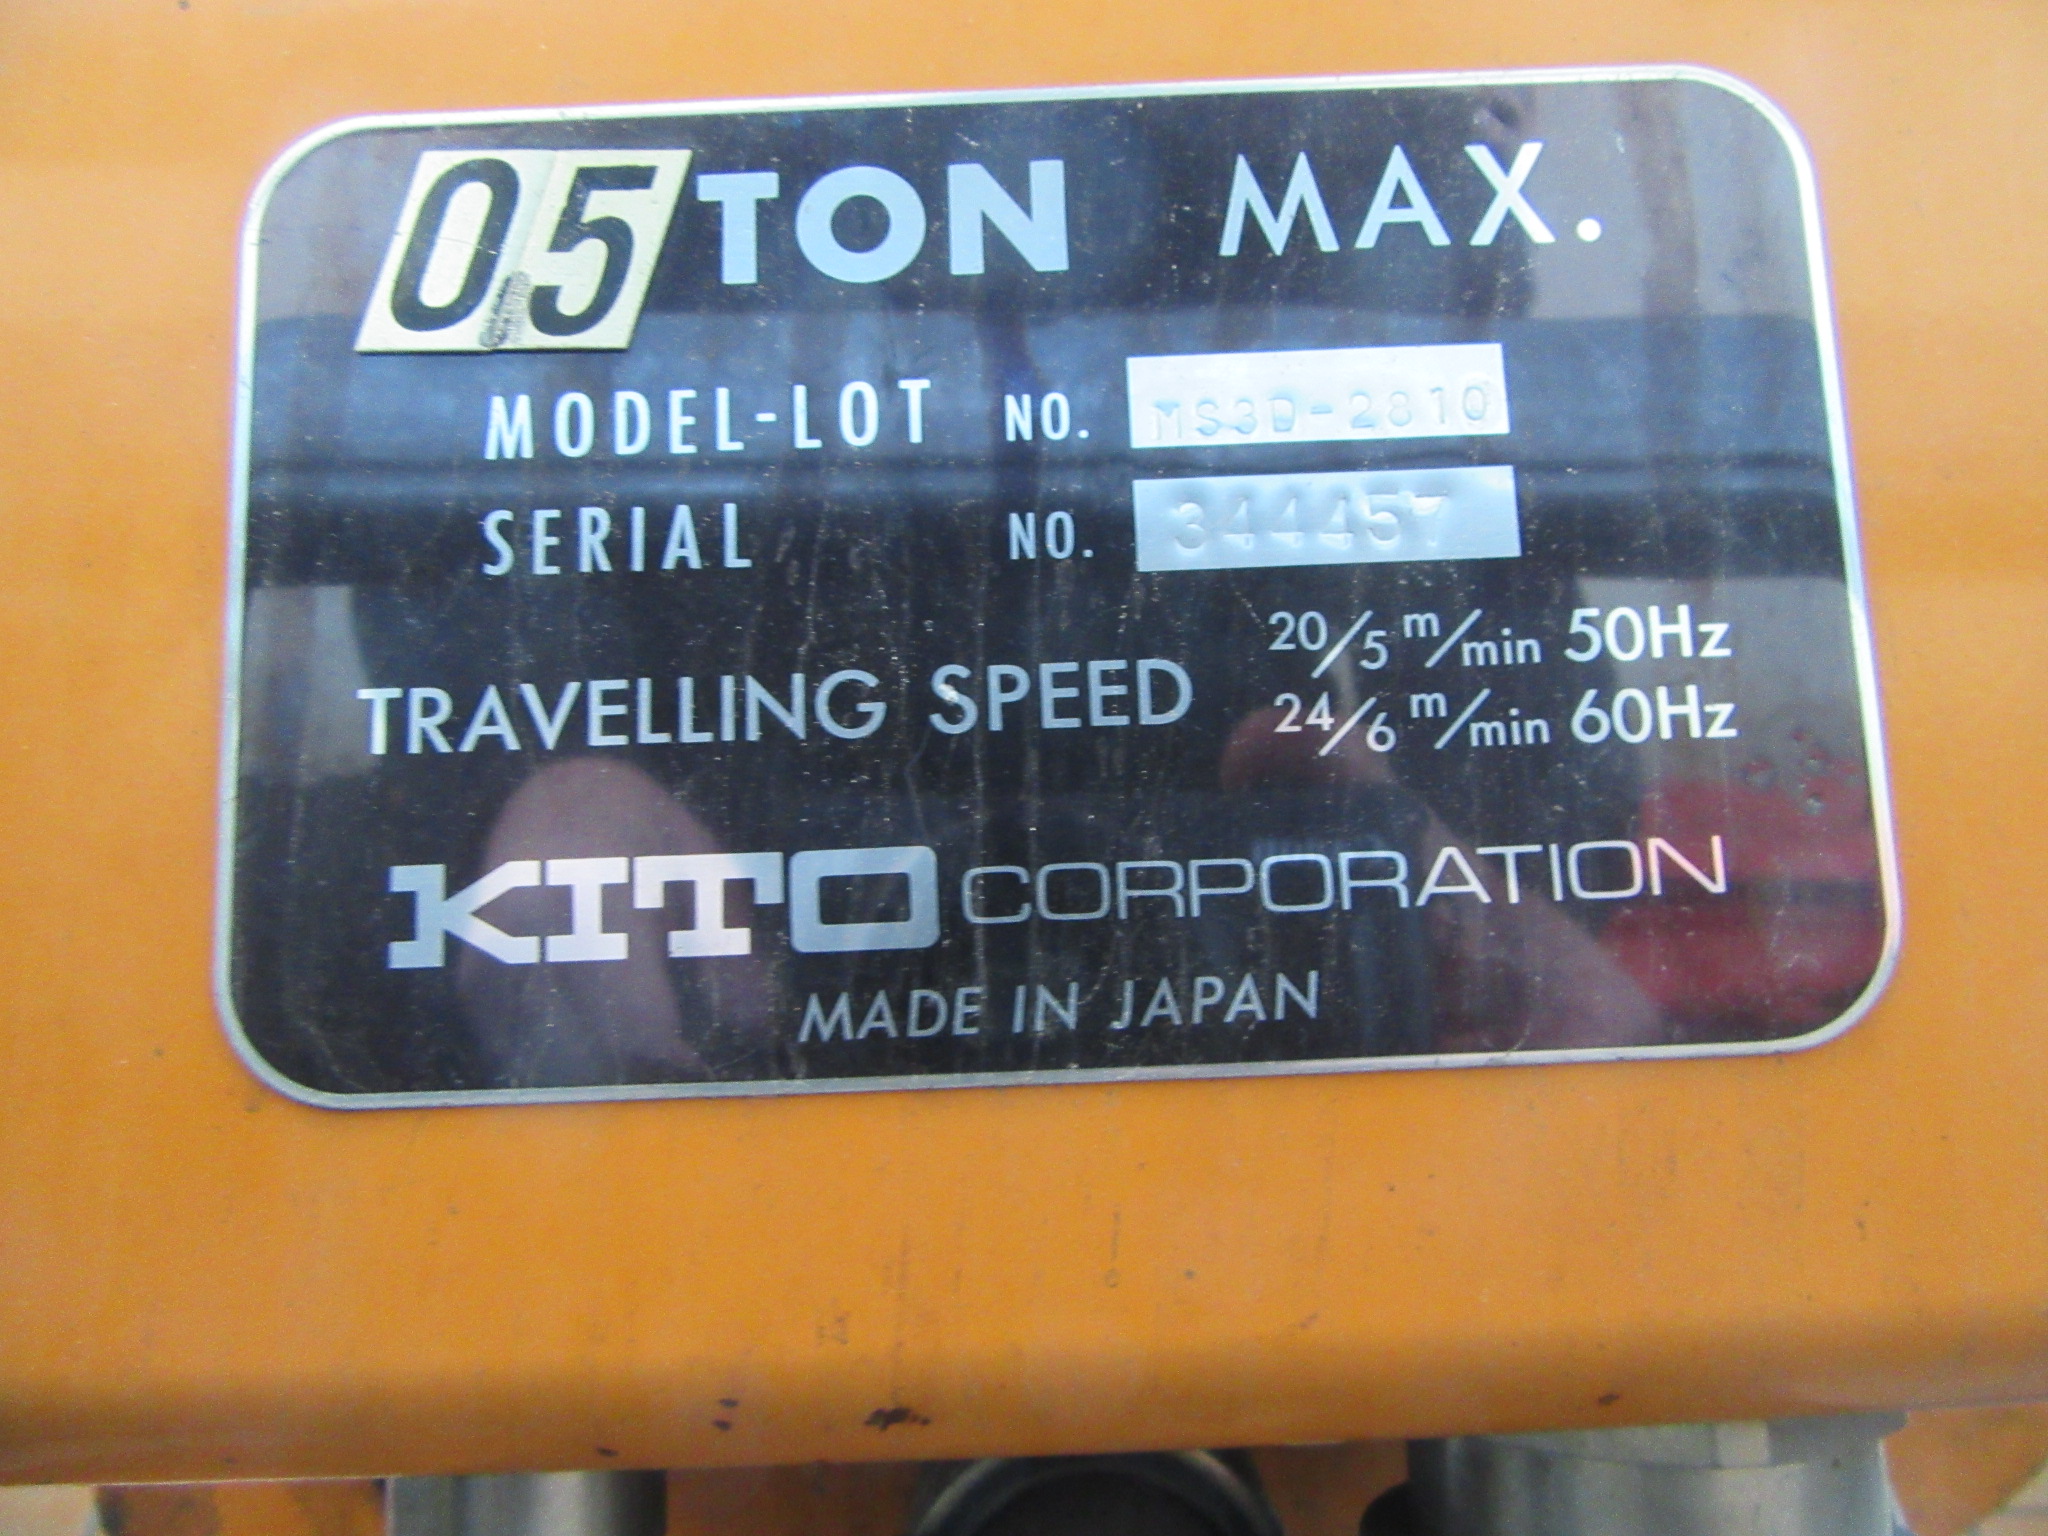 05 TON MAX.
MODEL-LOT NO. MS3D-2810
SERIAL NO. 344457
TRAVELLING SPEED 20/5 m/min 50Hz
24/6 m/min 60Hz
KITO CORPORATION
MADE IN JAPAN